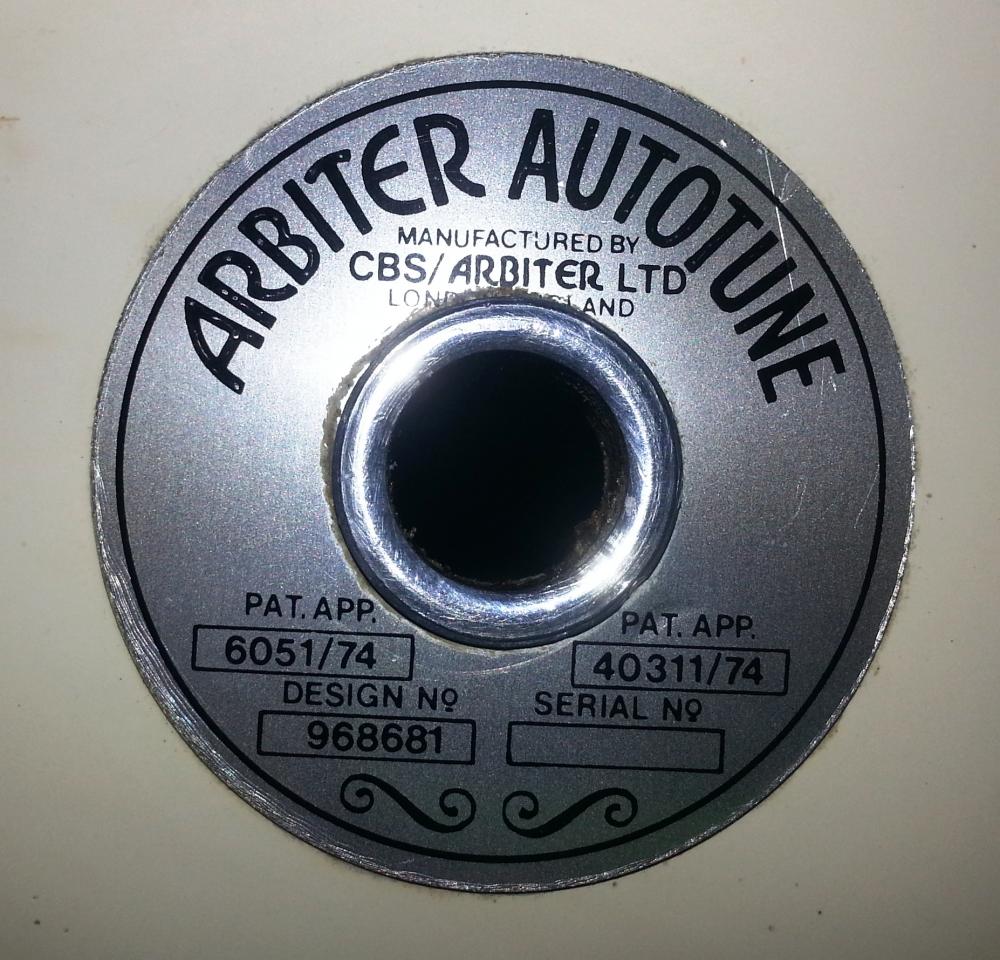 ARBITER AUTOTUNE
MANUFACTURED BY
CBS/ARBITER LTD
PAT. APP. PAT. APP.
6051/74 40311/74
DESIGN Nº SERIAL Nº
968681